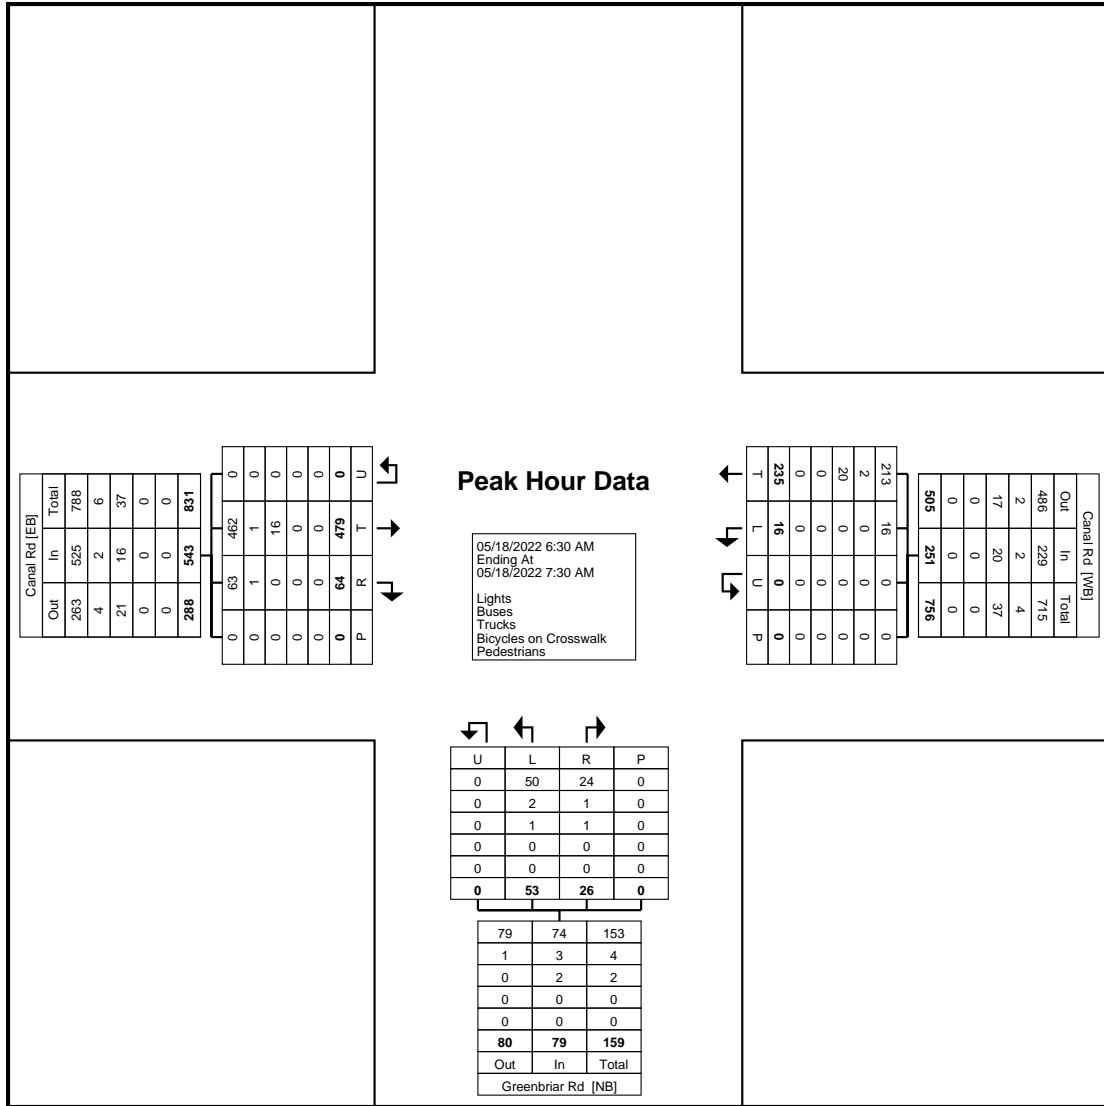 Peak Hour Data
05/18/2022 6:30 AM
Ending At
05/18/2022 7:30 AM
Lights
Buses
Trucks
Bicycles on Crosswalk
Pedestrians
Canal Rd [EB]
Total 788 6 37 0 0 831
In 525 2 16 0 0 543
Out 263 4 21 0 0 288
0 0 0 0 0 0 U
462 1 16 0 0 479 T
63 1 0 0 0 64 R
0 0 0 0 0 0 P
Canal Rd [WB]
Out 486 2 17 0 0 505
In 229 2 20 0 0 251
Total 715 4 37 0 0 756
213 2 20 0 0 235 T
16 0 0 0 0 16 L
0 0 0 0 0 0 U
0 0 0 0 0 0 P
U L R P
0 50 24 0
0 2 1 0
0 1 1 0
0 0 0 0
0 0 0 0
0 53 26 0
79 74 153
1 3 4
0 2 2
0 0 0
0 0 0
80 79 159
Out In Total
Greenbriar Rd [NB]